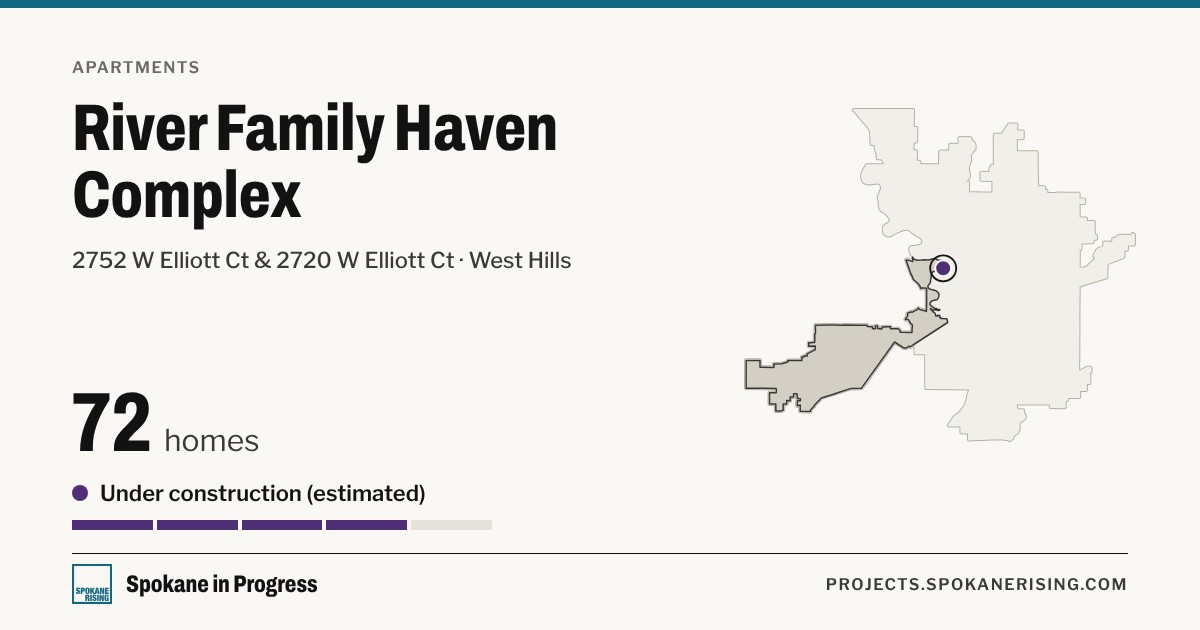 APARTMENTS
River Family Haven
Complex
2752 W Elliott Ct & 2720 W Elliott Ct · West Hills
72 homes
Under construction (estimated)
SPOKANE
RISING
Spokane in Progress
PROJECTS.SPOKANERISING.COM